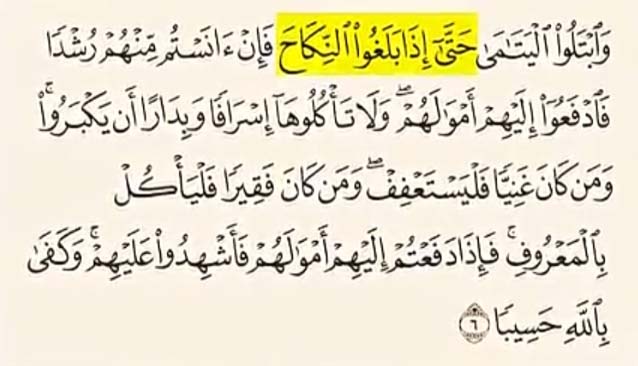 وَٱبْتَلُوا۟ ٱلْيَتَـٰمَىٰ حَتَّىٰٓ إِذَا بَلَغُوا۟ ٱلنِّكَاحَ فَإِنْ ءَانَسْتُم مِّنْهُمْ رُشْدًا
فَٱدْفَعُوٓا۟ إِلَيْهِمْ أَمْوَٰلَهُمْ ۖ وَلَا تَأْكُلُوهَآ إِسْرَافًا وَبِدَارًا أَن يَكْبَرُوا۟ ۚ
وَمَن كَانَ غَنِيًّا فَلْيَسْتَعْفِفْ ۖ وَمَن كَانَ فَقِيرًا فَلْيَأْكُلْ
بِٱلْمَعْرُوفِ ۚ فَإِذَا دَفَعْتُمْ إِلَيْهِمْ أَمْوَٰلَهُمْ فَأَشْهِدُوا۟ عَلَيْهِمْ ۚ وَكَفَىٰ
بِٱللَّهِ حَسِيبًا ٦